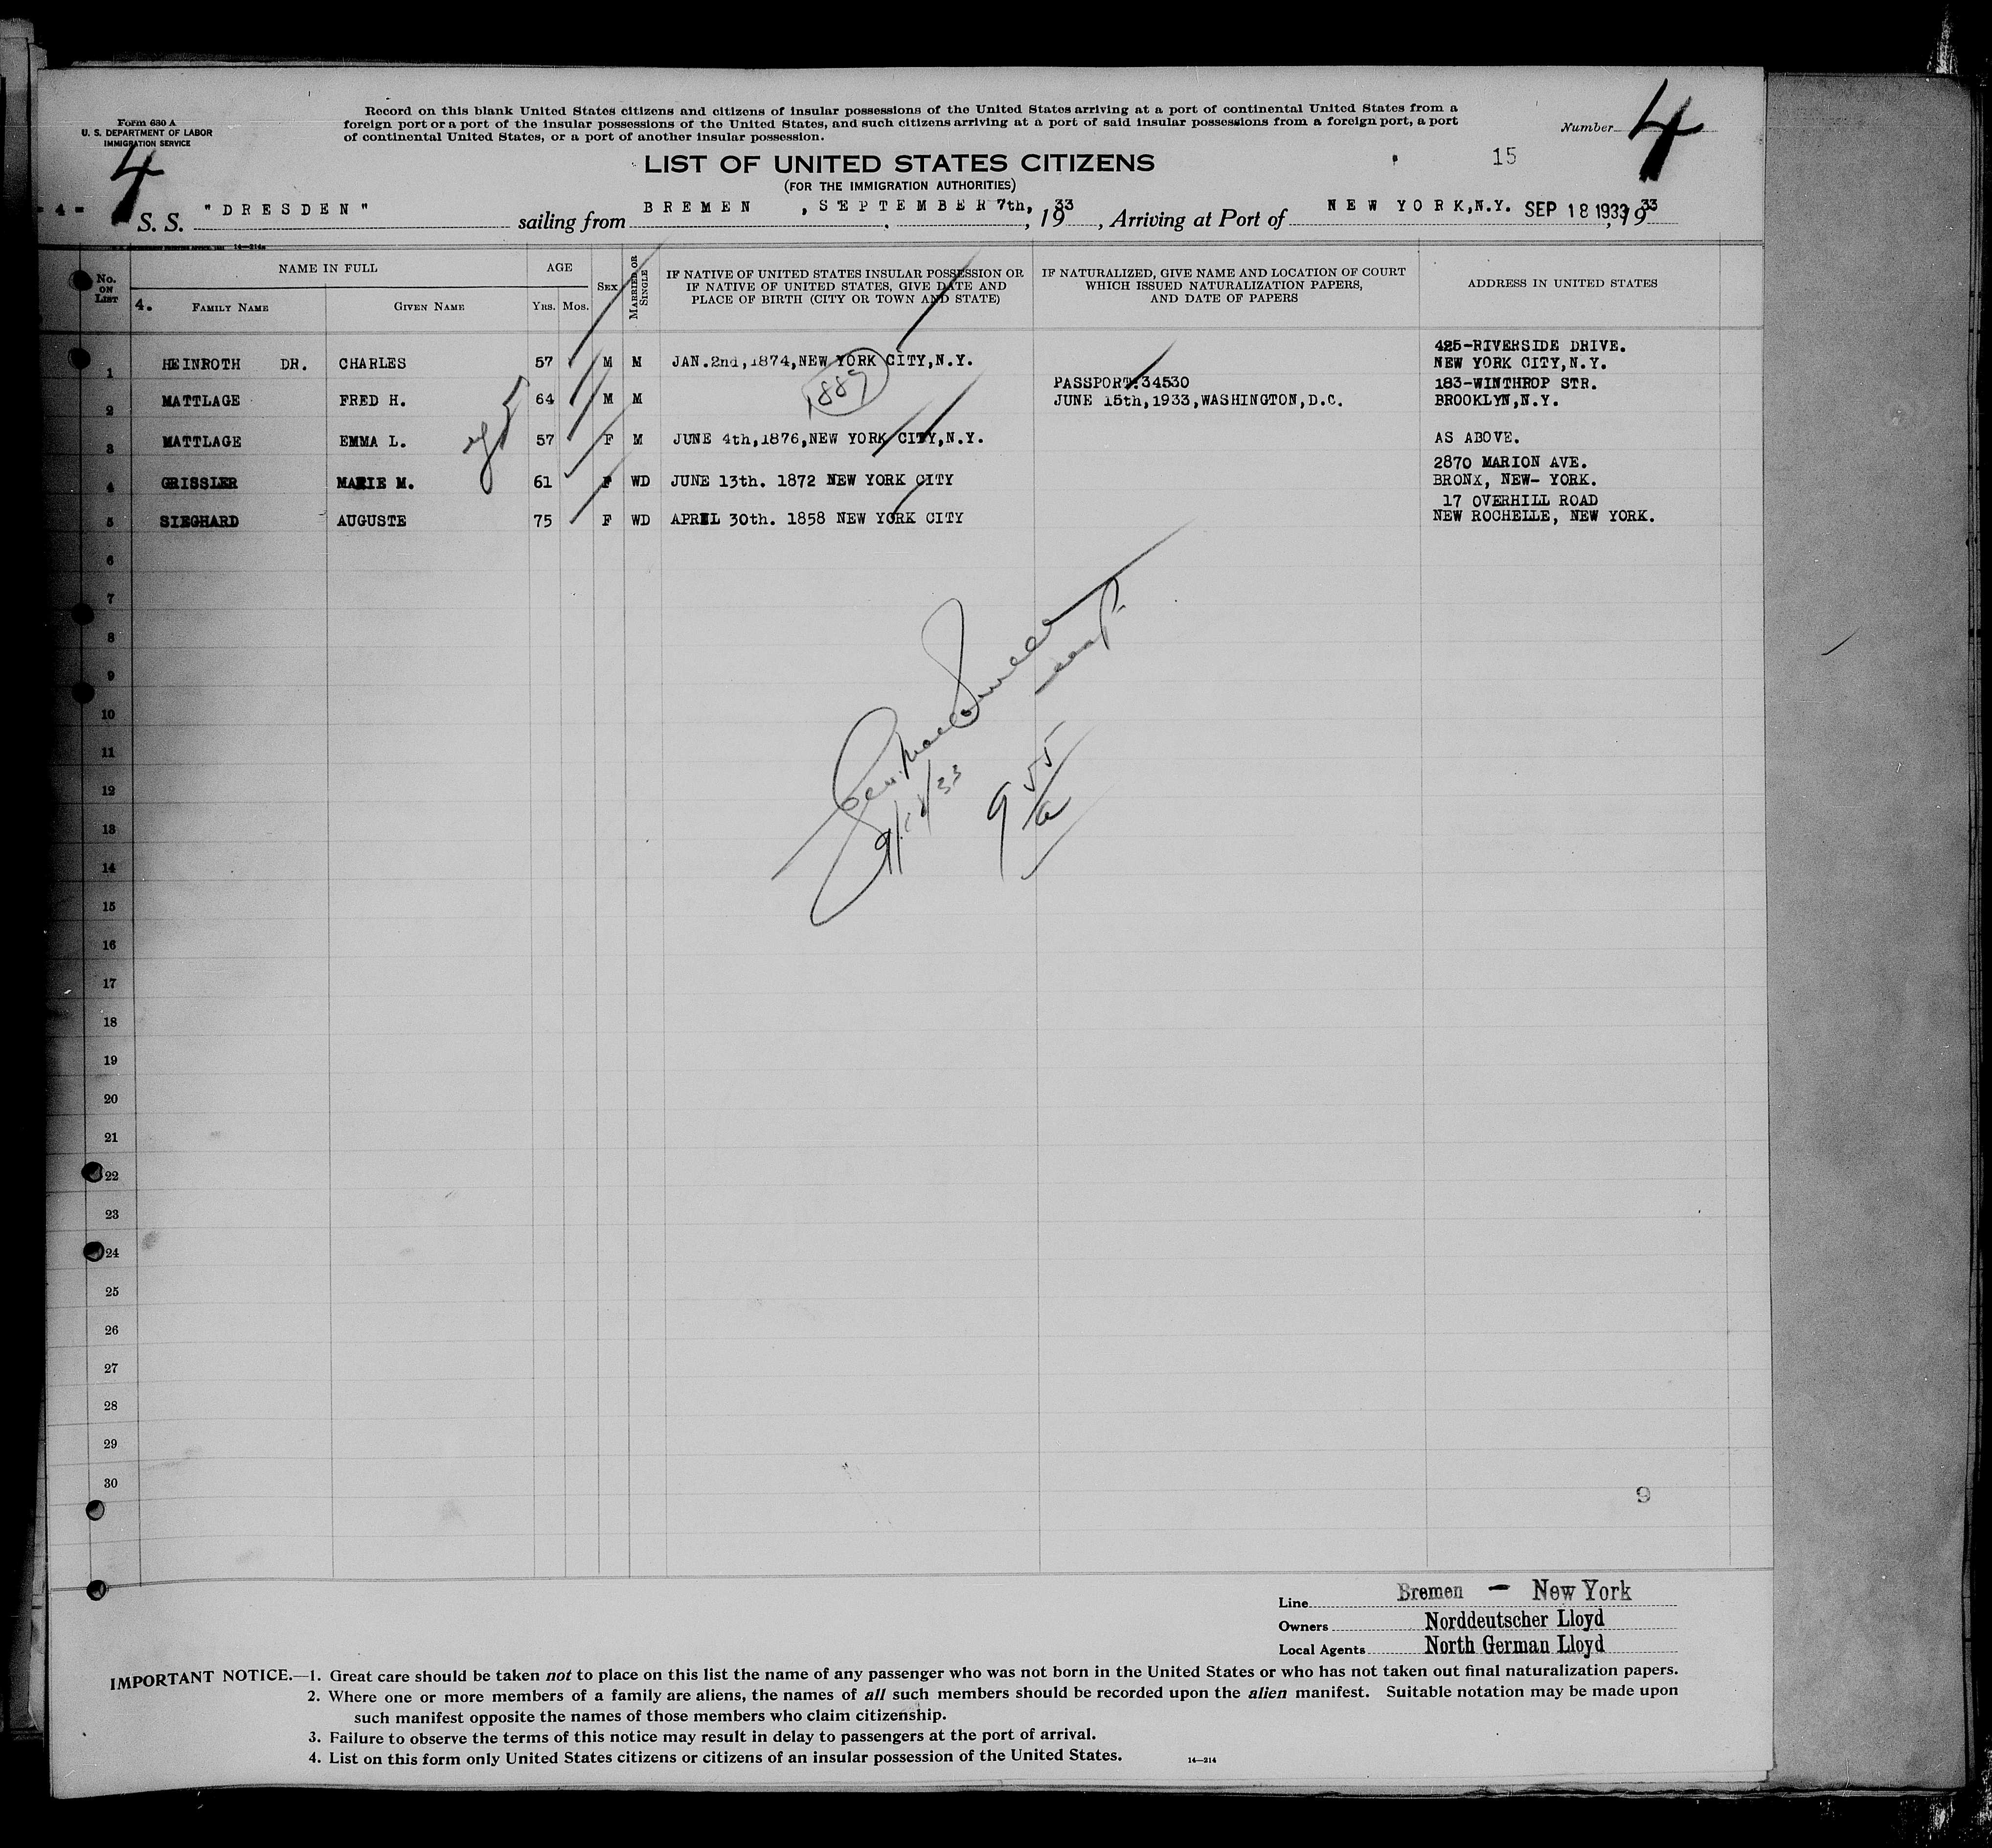 Form 630 A
U. S. DEPARTMENT OF LABOR
IMMIGRATION SERVICE
Record on this blank United States citizens and citizens of insular possessions of the United States arriving at a port of continental United States from a
foreign port or a port of the insular possessions of the United States, and such citizens arriving at a port of said insular possessions from a foreign port, a port
of continental United States, or a port of another insular possession.
Number 4
4
15
LIST OF UNITED STATES CITIZENS
(FOR THE IMMIGRATION AUTHORITIES)
- 4 -
S. S. "DRESDEN" sailing from BREMEN, SEPTEMBER 7th, 1933, Arriving at Port of NEW YORK, N.Y. SEP 18 1933, 1933
No. ON LIST
NAME IN FULL
4. FAMILY NAME
GIVEN NAME
AGE
YRS. MOS.
SEX
MARRIED OR SINGLE
IF NATIVE OF UNITED STATES INSULAR POSSESSION OR
IF NATIVE OF UNITED STATES, GIVE DATE AND
PLACE OF BIRTH (CITY OR TOWN AND STATE)
IF NATURALIZED, GIVE NAME AND LOCATION OF COURT
WHICH ISSUED NATURALIZATION PAPERS,
AND DATE OF PAPERS
ADDRESS IN UNITED STATES
425-RIVERSIDE DRIVE.
1 HEINROTH DR. CHARLES 57 M M JAN.2nd,1874,NEW YORK CITY,N.Y. NEW YORK CITY,N.Y.
1889
PASSPORT:34530 183-WINTHROP STR.
2 MATTLAGE FRED H. 64 M M JUNE 15th,1933,WASHINGTON,D.C. BROOKLYN,N.Y.
3 MATTLAGE EMMA L. 57 F M JUNE 4th,1876,NEW YORK CITY,N.Y. AS ABOVE.
2870 MARION AVE.
4 GRISSLER MARIE M. 61 F WD JUNE 13th. 1872 NEW YORK CITY BRONX, NEW- YORK.
17 OVERHILL ROAD
5 SIEGHARD AUGUSTE 75 F WD APRIL 30th. 1858 NEW YORK CITY NEW ROCHELLE, NEW YORK.
6
7
8
9
10
11
12
13
14
15
16
17
18
19
20
21
22
23
24
25
26
27
28
29
30
9/18/33
9 55/a
9
Line Bremen - New York
Owners Norddeutscher Lloyd
Local Agents North German Lloyd
IMPORTANT NOTICE.—1. Great care should be taken not to place on this list the name of any passenger who was not born in the United States or who has not taken out final naturalization papers.
2. Where one or more members of a family are aliens, the names of all such members should be recorded upon the alien manifest. Suitable notation may be made upon
such manifest opposite the names of those members who claim citizenship.
3. Failure to observe the terms of this notice may result in delay to passengers at the port of arrival.
4. List on this form only United States citizens or citizens of an insular possession of the United States.
14—214